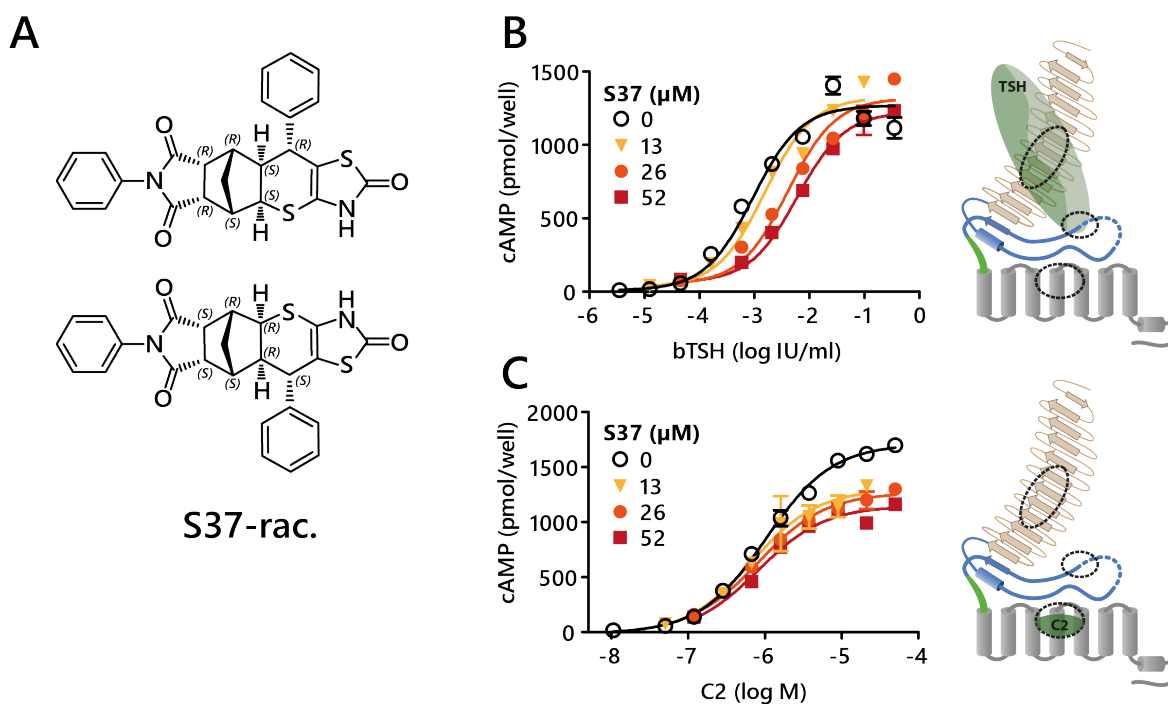 A
O
H
(R)
(R)
(R)
S
(S)
N
O
(R)
(S)
(S)
S
N
H
O
H
O
H
H
N
(S)
(R)
S
(R)
N
O
(R)
(S)
(S)
(S)
S
O
H
S37-rac.
B
1500
1000
500
0
cAMP (pmol/well)
S37 (µM)
0
13
26
52
-6
-5
-4
-3
-2
-1
0
bTSH (log IU/ml)
TSH
C
2000
1500
1000
500
0
cAMP (pmol/well)
S37 (µM)
0
13
26
52
-8
-7
-6
-5
-4
C2 (log M)
C2